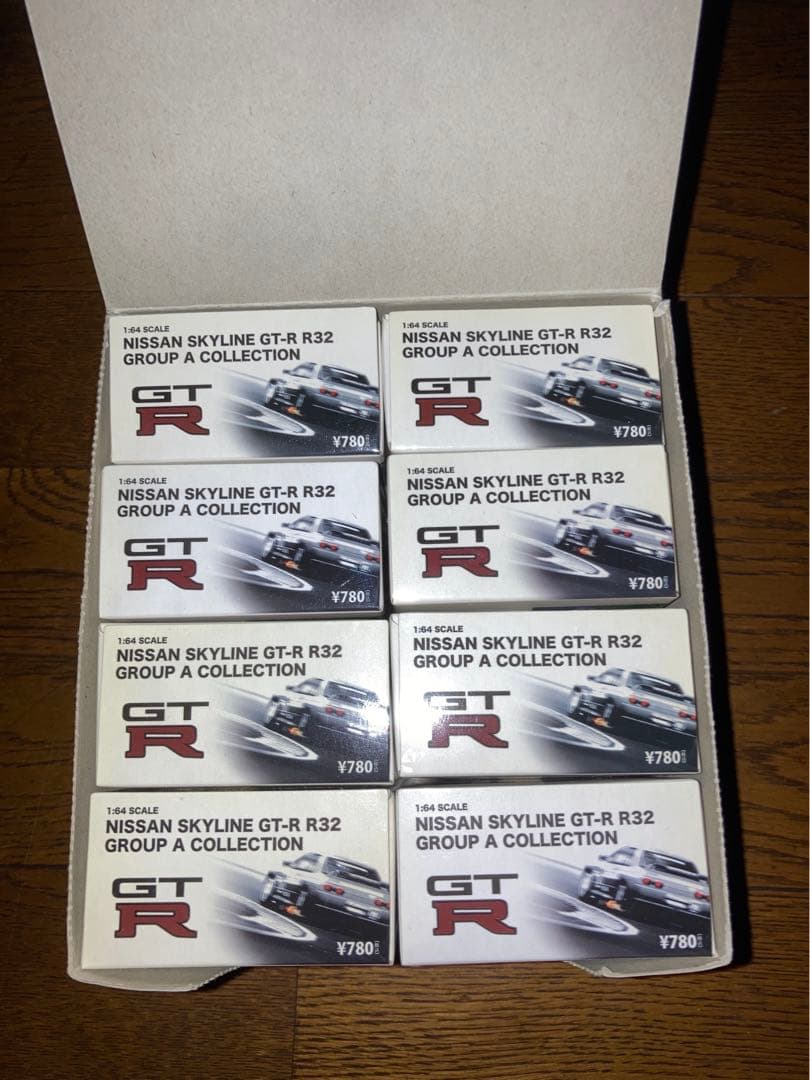 1:64 SCALE
NISSAN SKYLINE GT-R R32
GROUP A COLLECTION
GT
R
¥780
1:64 SCALE
NISSAN SKYLINE GT-R R32
GROUP A COLLECTION
GT
R
¥780
1:64 SCALE
NISSAN SKYLINE GT-R R32
GROUP A COLLECTION
GT
R
¥780
1:64 SCALE
NISSAN SKYLINE GT-R R32
GROUP A COLLECTION
GT
R
¥780
1:64 SCALE
NISSAN SKYLINE GT-R R32
GROUP A COLLECTION
GT
R
¥780
1:64 SCALE
NISSAN SKYLINE GT-R R32
GROUP A COLLECTION
GT
R
¥780
1:64 SCALE
NISSAN SKYLINE GT-R R32
GROUP A COLLECTION
GT
R
¥780
1:64 SCALE
NISSAN SKYLINE GT-R R32
GROUP A COLLECTION
GT
R
¥780